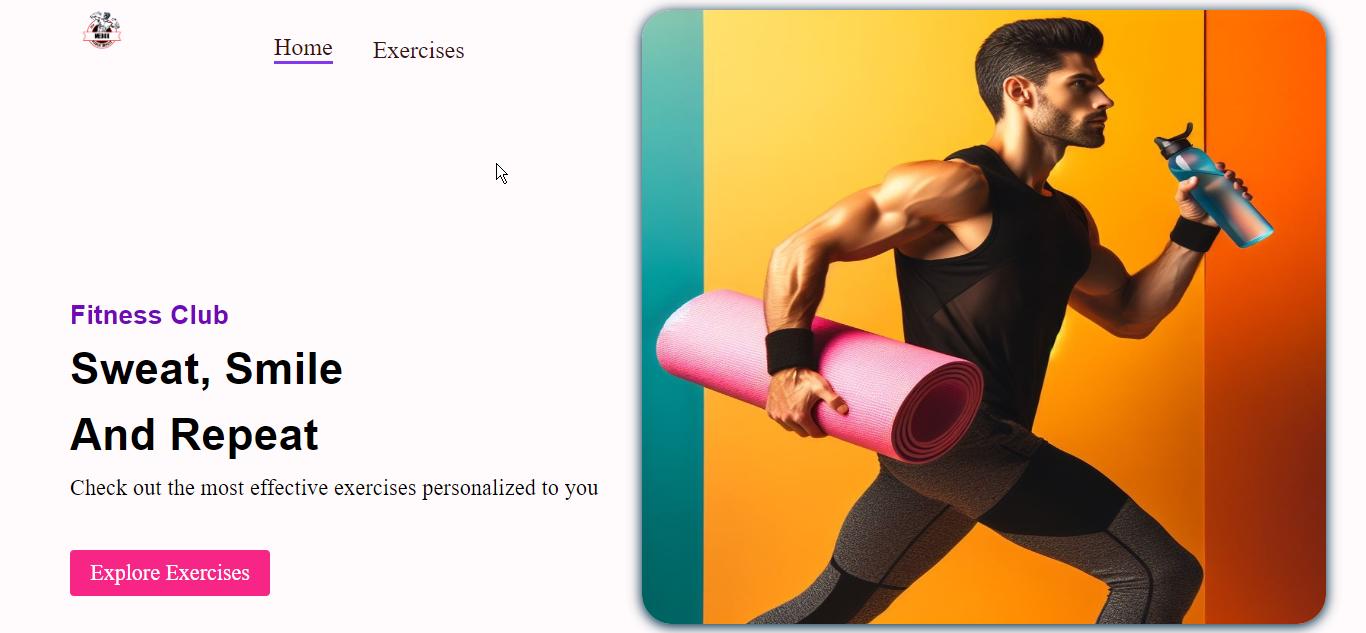 Home
Exercises
Fitness Club
Sweat, Smile
And Repeat
Check out the most effective exercises personalized to you
Explore Exercises